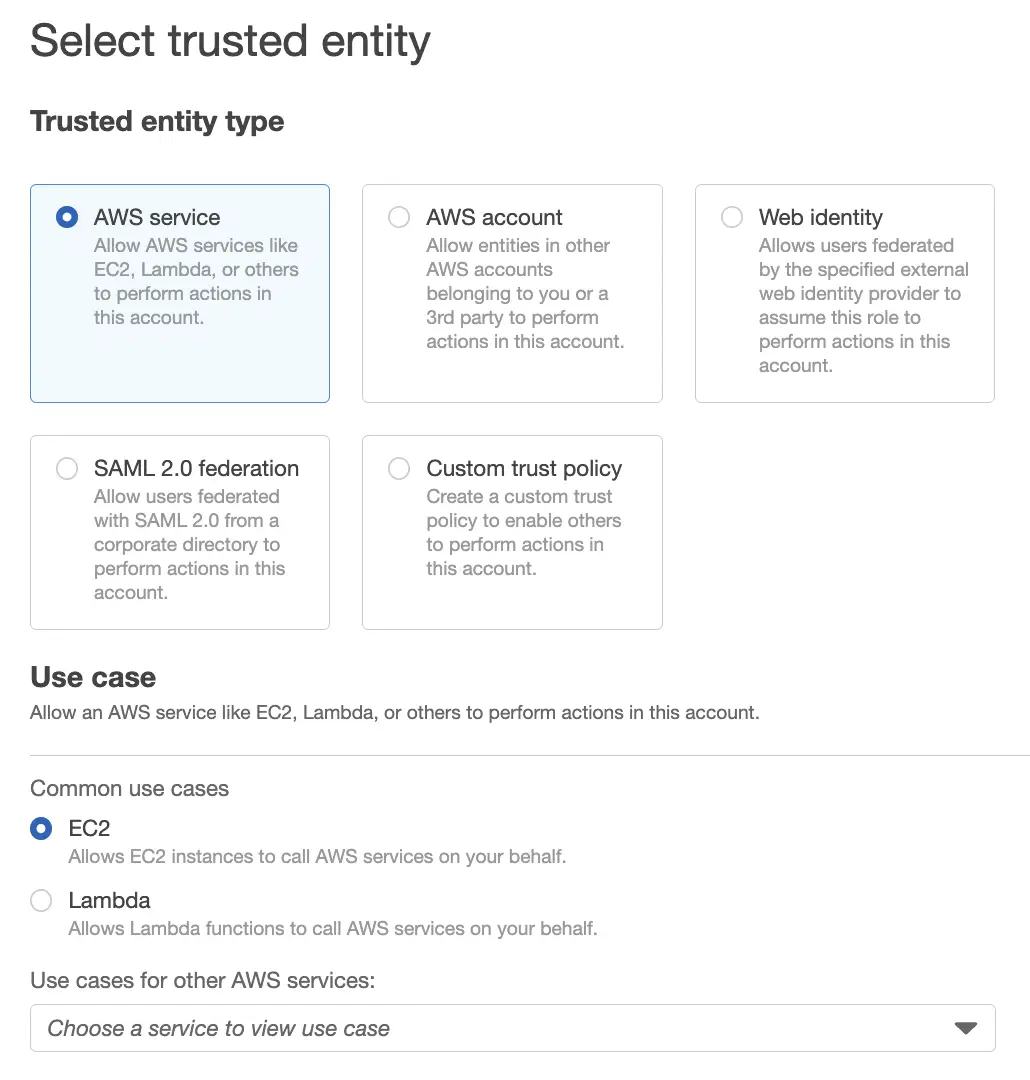 Select trusted entity
Trusted entity type
AWS service
Allow AWS services like
EC2, Lambda, or others
to perform actions in
this account.
AWS account
Allow entities in other
AWS accounts
belonging to you or a
3rd party to perform
actions in this account.
Web identity
Allows users federated
by the specified external
web identity provider to
assume this role to
perform actions in this
account.
SAML 2.0 federation
Allow users federated
with SAML 2.0 from a
corporate directory to
perform actions in this
account.
Custom trust policy
Create a custom trust
policy to enable others
to perform actions in
this account.
Use case
Allow an AWS service like EC2, Lambda, or others to perform actions in this account.
Common use cases
EC2
Allows EC2 instances to call AWS services on your behalf.
Lambda
Allows Lambda functions to call AWS services on your behalf.
Use cases for other AWS services:
Choose a service to view use case